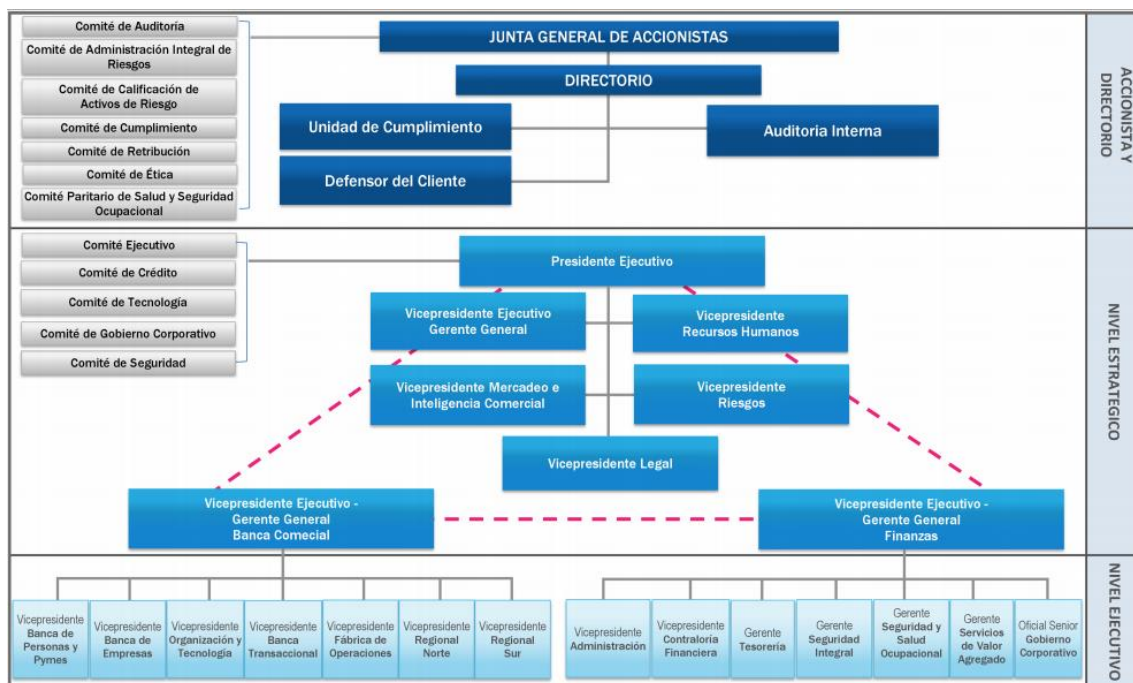 Comité de Auditoría
Comité de Administración Integral de
Riesgos
Comité de Calificación de
Activos de Riesgo
Comité de Cumplimiento
Comité de Retribución
Comité de Ética
Comité Paritario de Salud y Seguridad
Ocupacional
JUNTA GENERAL DE ACCIONISTAS
DIRECTORIO
Unidad de Cumplimiento
Auditoria Interna
Defensor del Cliente
ACCIONISTA Y
DIRECTORIO
Comité Ejecutivo
Comité de Crédito
Comité de Tecnología
Comité de Gobierno Corporativo
Comité de Seguridad
Presidente Ejecutivo
Vicepresidente Ejecutivo
Gerente General
Vicepresidente
Recursos Humanos
Vicepresidente Mercadeo e
Inteligencia Comercial
Vicepresidente
Riesgos
Vicepresidente Legal
Vicepresidente Ejecutivo -
Gerente General
Banca Comecial
Vicepresidente Ejecutivo -
Gerente General
Finanzas
NIVEL ESTRATEGICO
Vicepresidente
Banca de
Personas y
Pymes
Vicepresidente
Banca de
Empresas
Vicepresidente
Organización y
Tecnología
Vicepresidente
Banca
Transaccional
Vicepresidente
Fábrica de
Operaciones
Vicepresidente
Regional
Norte
Vicepresidente
Regional
Sur
Vicepresidente
Administración
Vicepresidente
Contraloría
Financiera
Gerente
Tesorería
Gerente
Seguridad
Integral
Gerente
Seguridad y
Salud
Ocupacional
Gerente
Servicios
de Valor
Agregado
Oficial Senior
Gobierno
Corporativo
NIVEL EJECUTIVO